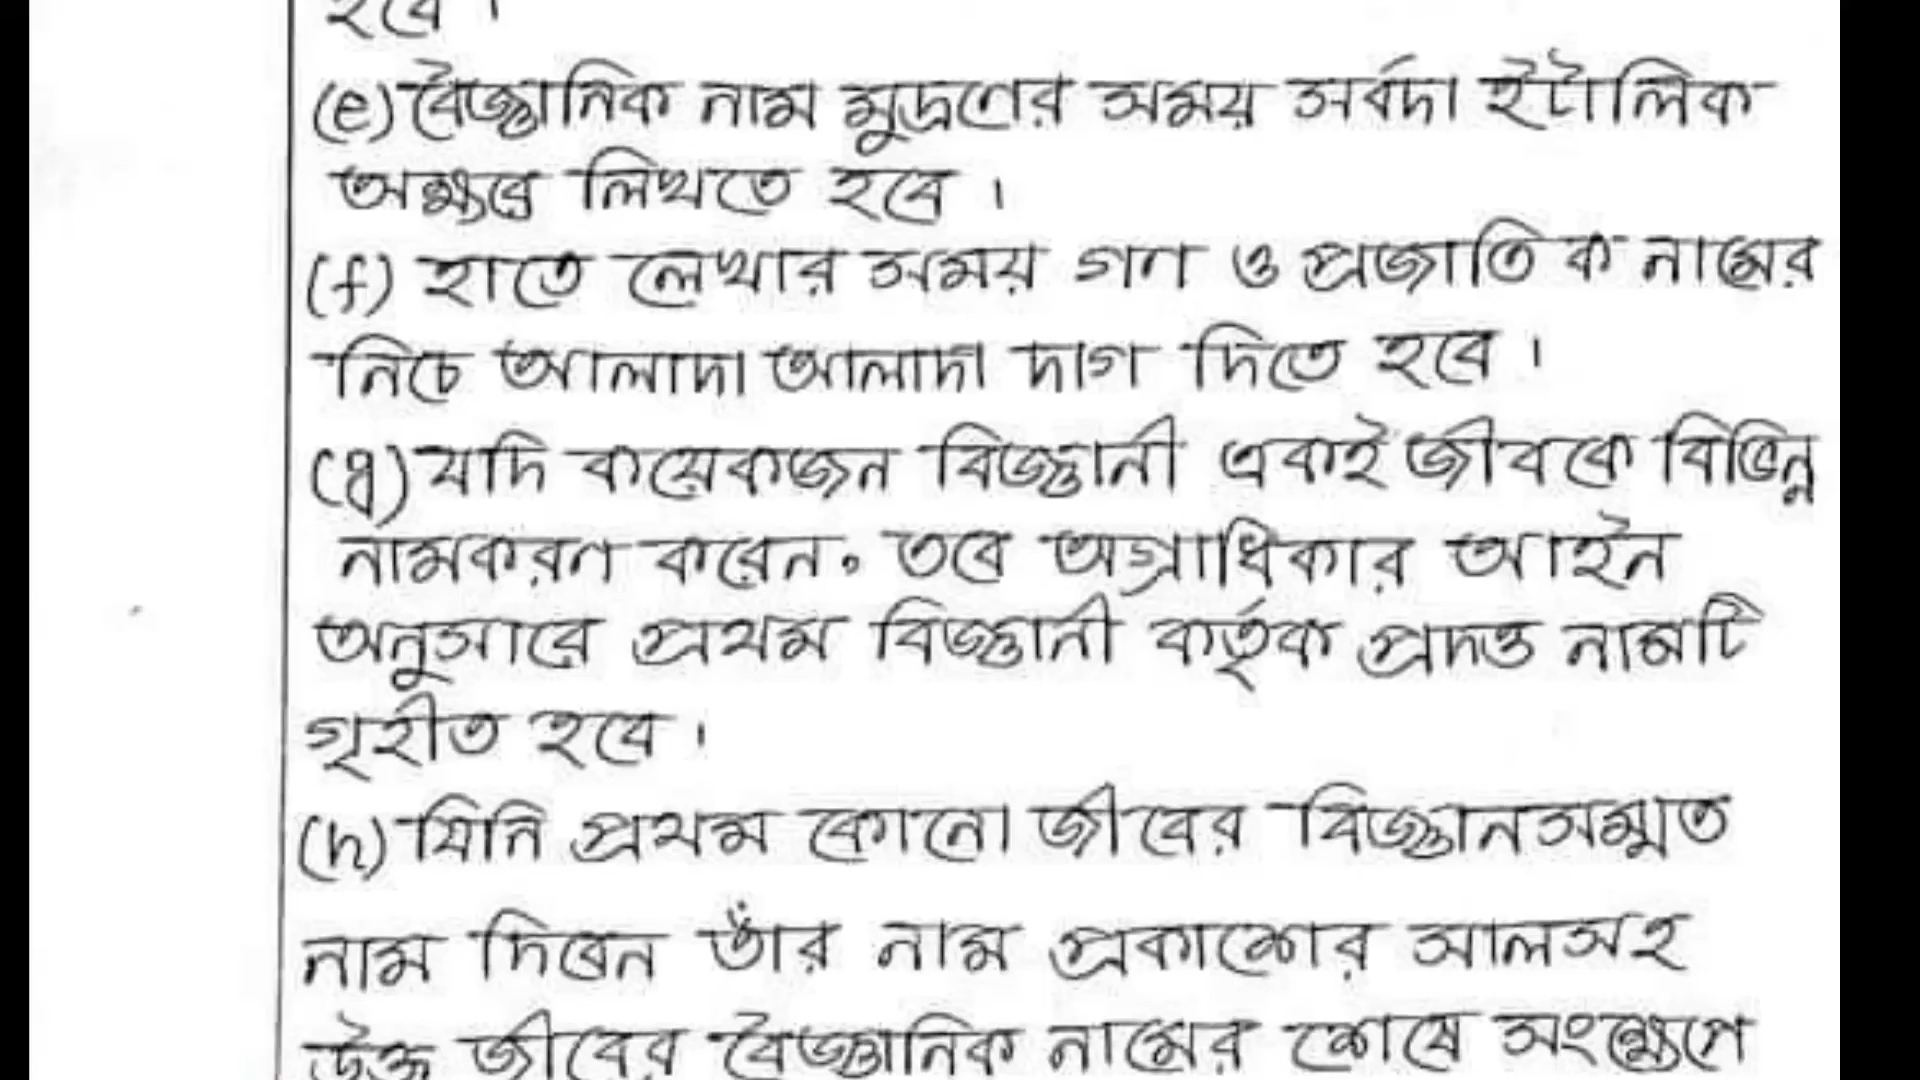 হবে।
(e) বৈজ্ঞানিক নাম মুদ্রণের সময় সর্বদা ইটালিক
অক্ষরে লিখতে হবে।
(f) হাতে লেখার সময় গণ ও প্রজাতিক নামের
নিচে আলাদা আলাদা দাগ দিতে হবে।
(g) যদি কয়েকজন বিজ্ঞানী একই জীবকে বিভিন্ন
নামকরণ করেন. তবে অগ্রাধিকার আইন
অনুসারে প্রথম বিজ্ঞানী কর্তৃক প্রদত্ত নামটি
গৃহীত হবে।
(h) যিনি প্রথম কোনো জীবের বিজ্ঞানসম্মত
নাম দিবেন তাঁর নাম প্রকাশের সালসহ
উক্ত জীবের বৈজ্ঞানিক নামের শেষে সংক্ষেপে